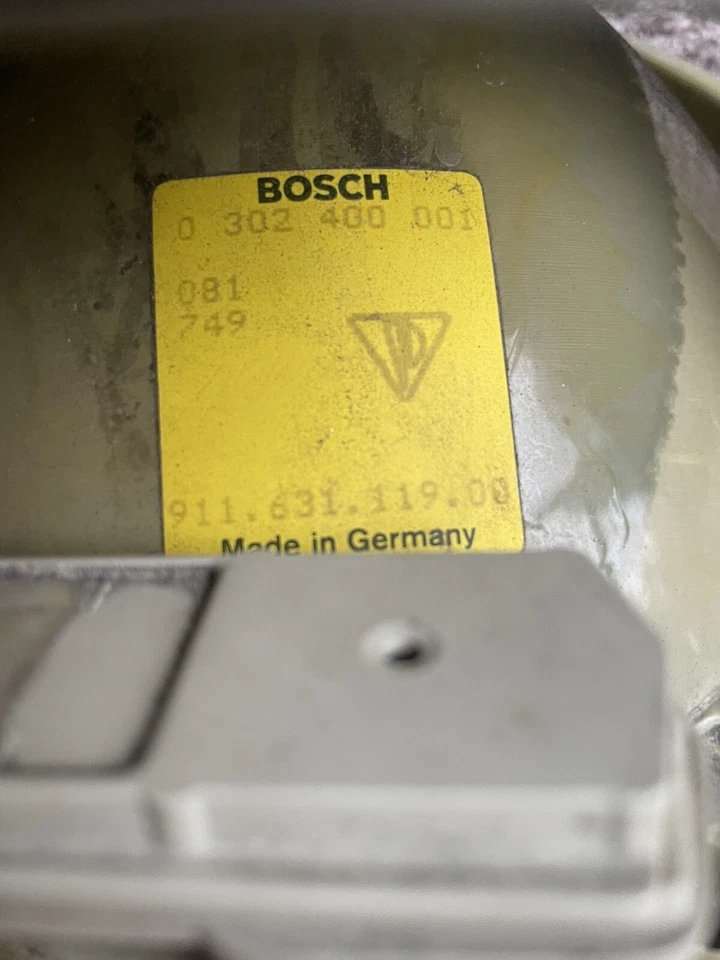 BOSCH
0 302 400 001
081
749
911.631.119.00
Made in Germany